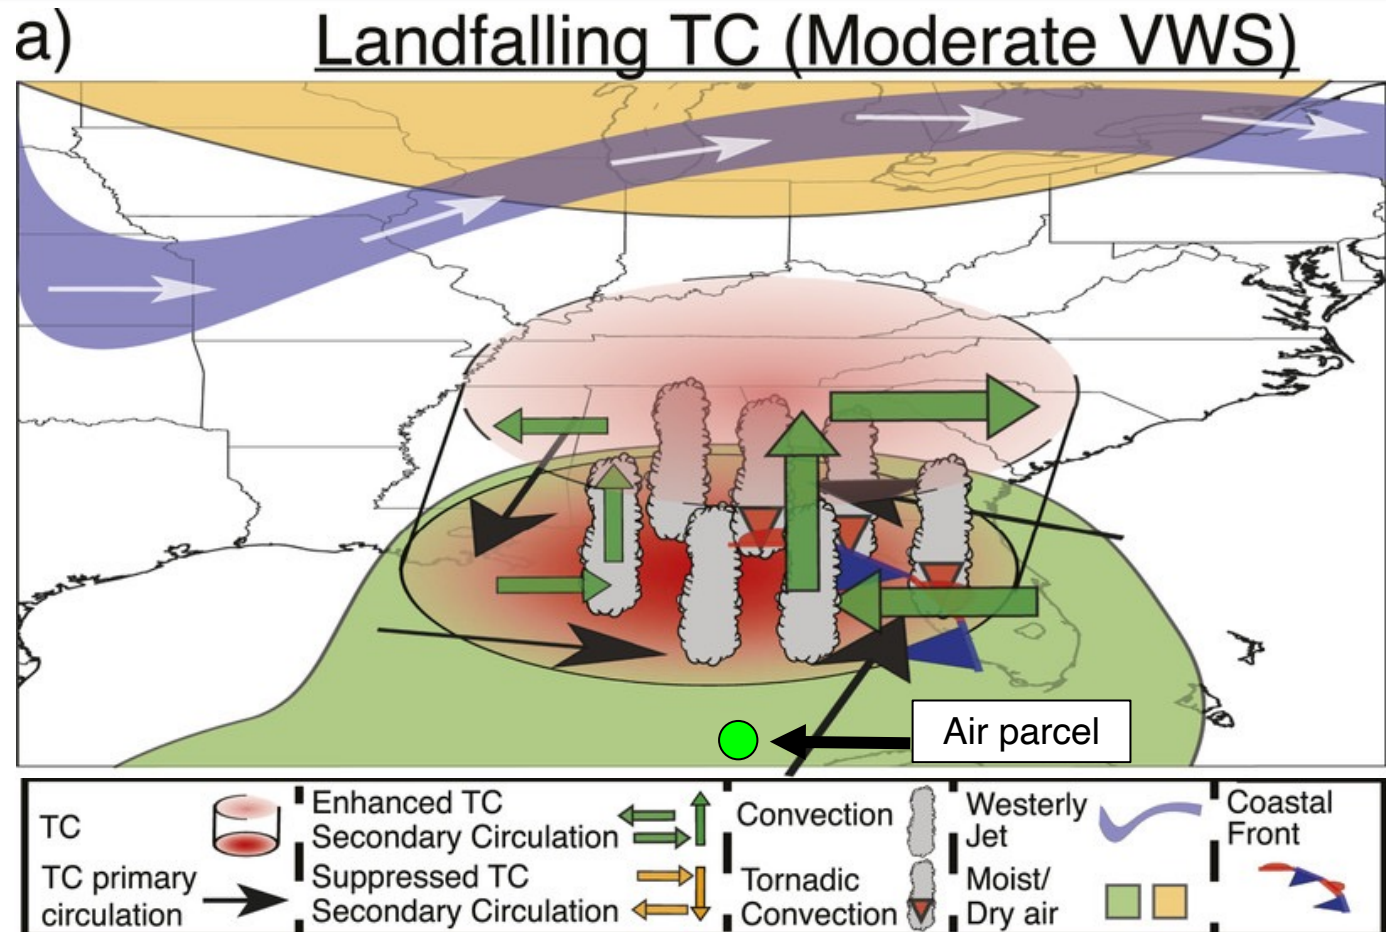 a)
Landfalling TC (Moderate VWS)
Air parcel
TC
TC primary
circulation
Enhanced TC
Secondary Circulation
Suppressed TC
Secondary Circulation
Convection
Tornadic
Convection
Westerly
Jet
Moist/
Dry air
Coastal
Front